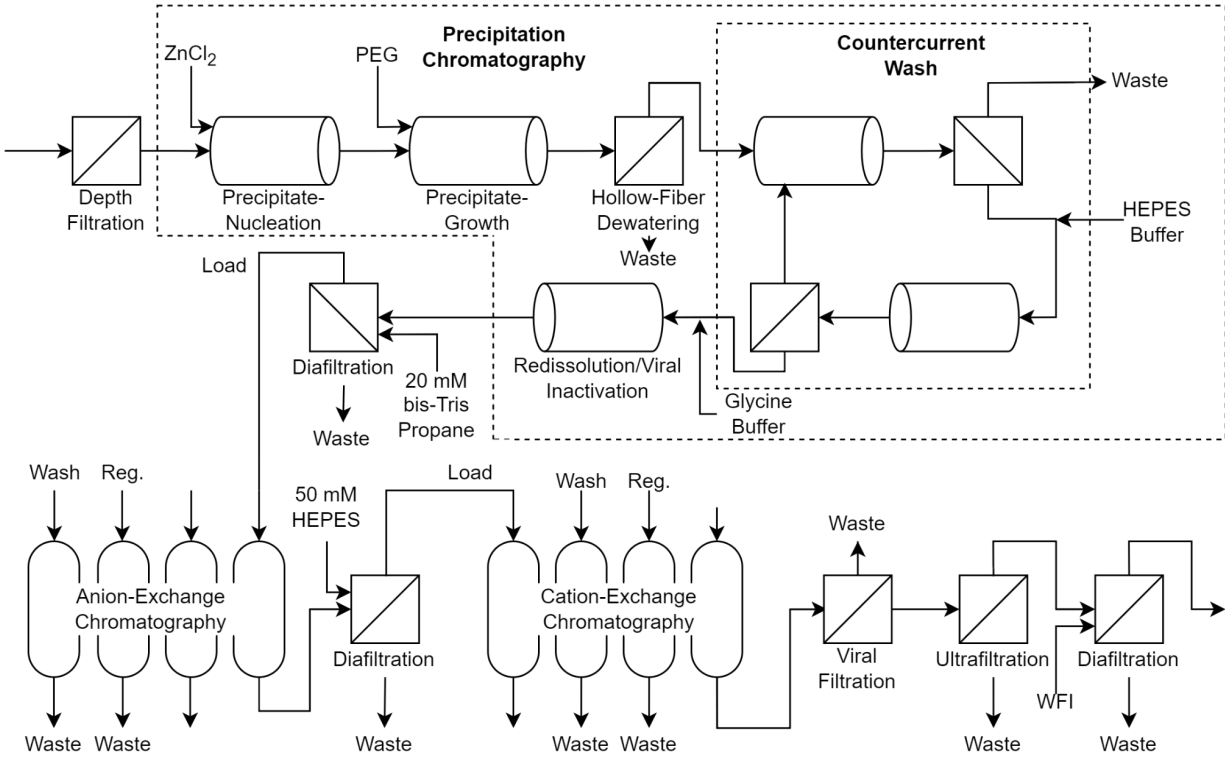 Precipitation
Chromatography
Countercurrent
Wash
ZnCl₂
PEG
Waste
Depth
Filtration
Precipitate-
Nucleation
Precipitate-
Growth
Hollow-Fiber
Dewatering
Waste
HEPES
Buffer
Load
Diafiltration
Waste
20 mM
bis-Tris
Propane
Redissolution/Viral
Inactivation
Glycine
Buffer
Wash
Reg.
50 mM
HEPES
Load
Wash
Reg.
Waste
Anion-Exchange
Chromatography
Diafiltration
Cation-Exchange
Chromatography
Viral
Filtration
Ultrafiltration
Diafiltration
WFI
Waste
Waste
Waste
Waste
Waste
Waste
Waste